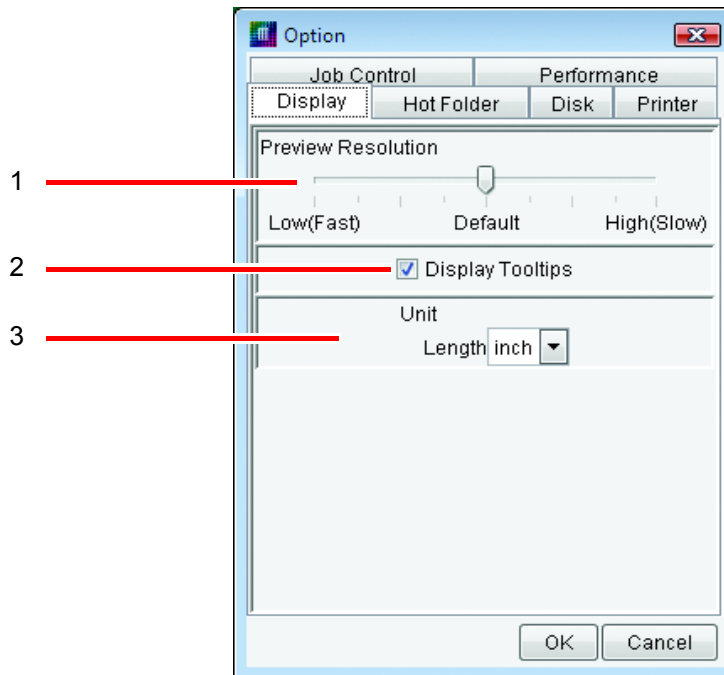 Option
Job Control Performance
Display Hot Folder Disk Printer
Preview Resolution
1
Low(Fast) Default High(Slow)
2 Display Tooltips
Unit
3
Length inch
OK Cancel